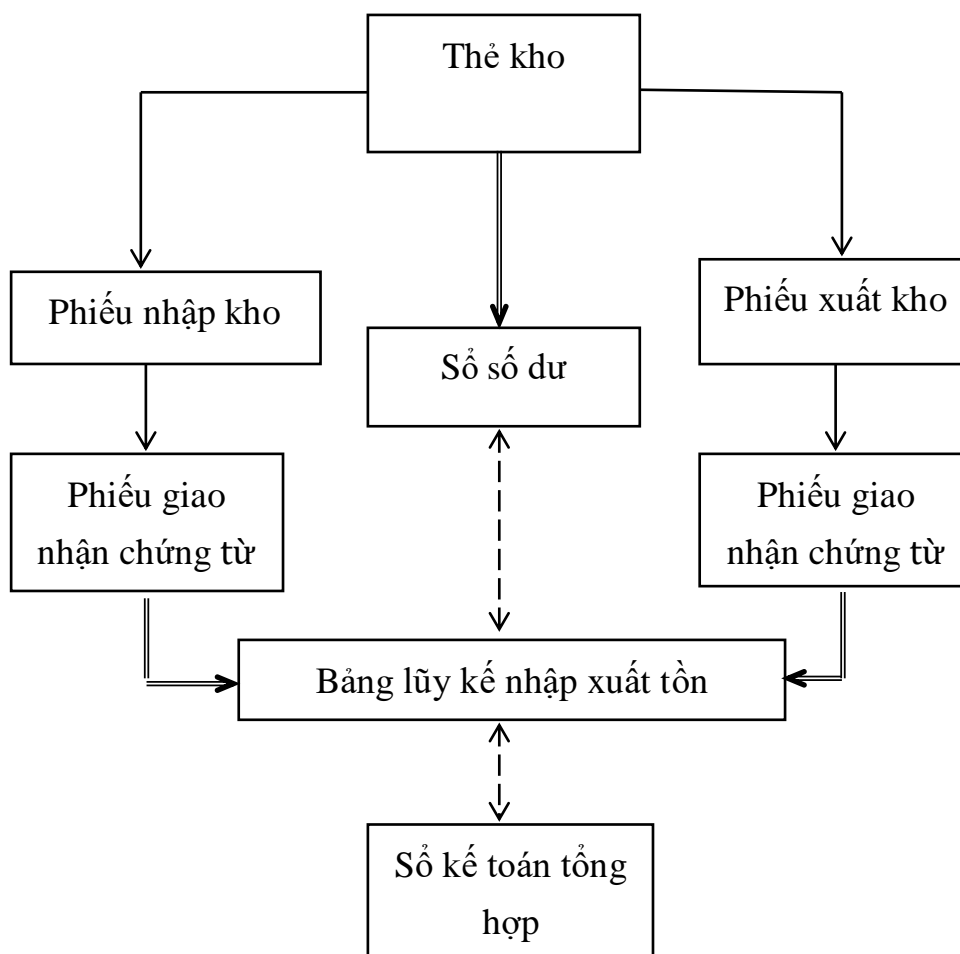 Thẻ kho
Phiếu nhập kho
Sổ số dư
Phiếu xuất kho
Phiếu giao
nhận chứng từ
Phiếu giao
nhận chứng từ
Bảng lũy kế nhập xuất tồn
Sổ kế toán tổng
hợp